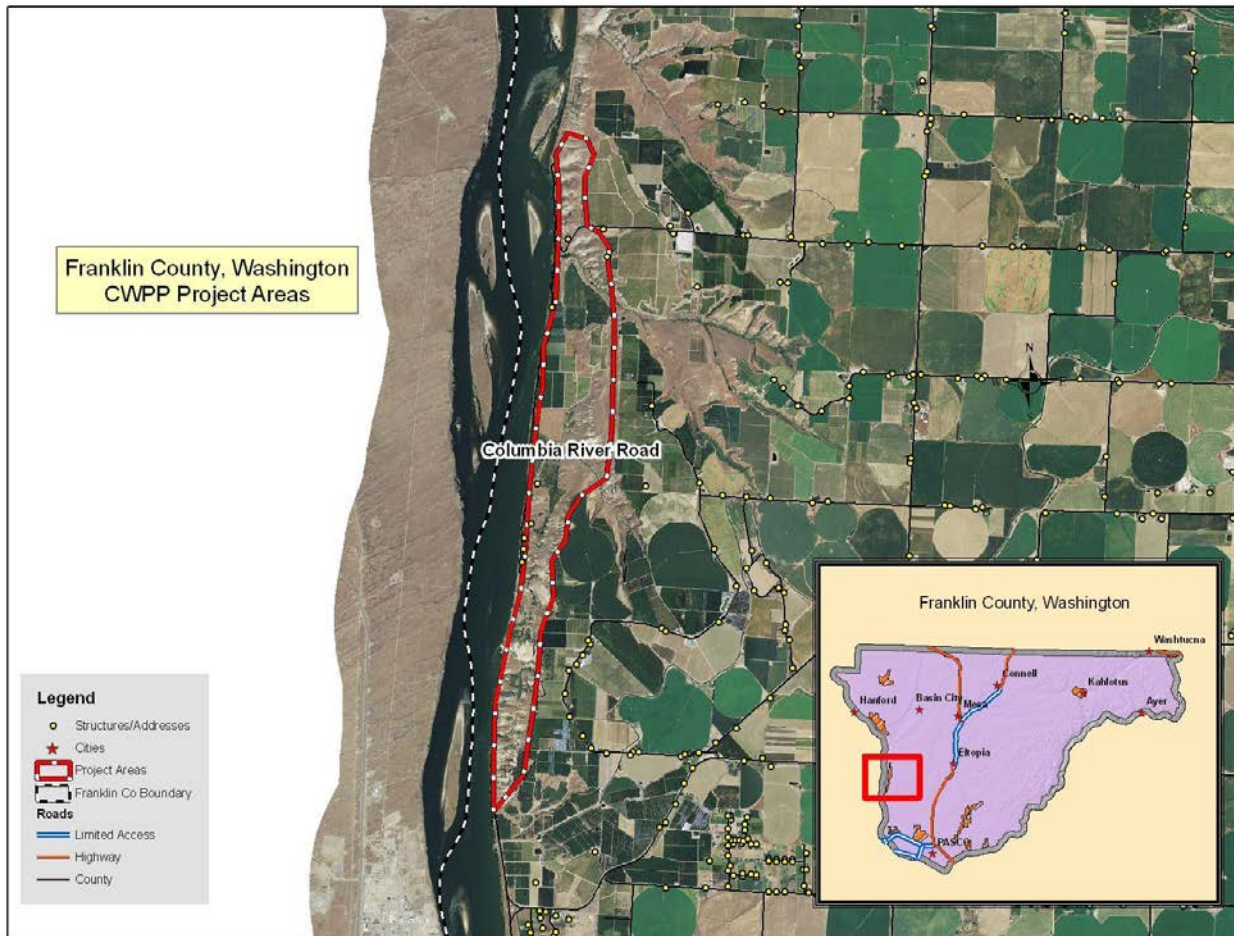 Franklin County, Washington
CWPP Project Areas
N
Columbia River Road
Legend
Structures/Addresses
Cities
Project Areas
Franklin Co Boundary
Roads
Limited Access
Highway
County
Franklin County, Washington
Washtucna
Connell
Kahlotus
Hanford
Basin City
Mesa
Ayer
Eltopia
PASCO